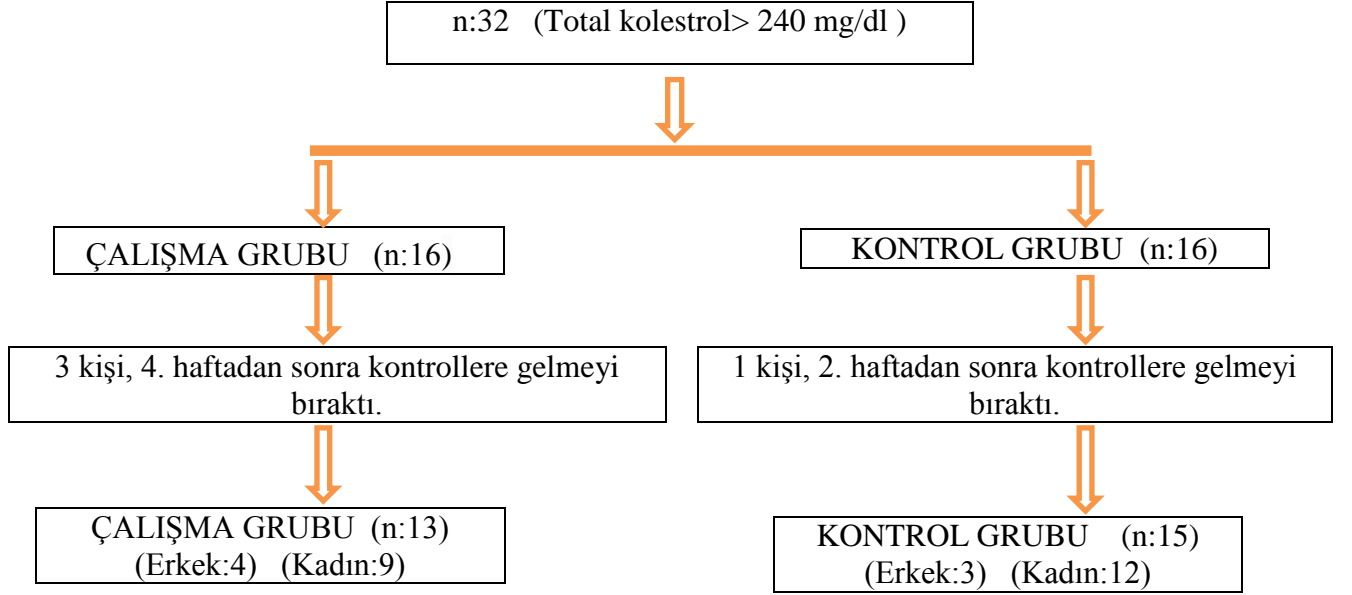 n:32 (Total kolestrol> 240 mg/dl )
ÇALIŞMA GRUBU (n:16)
KONTROL GRUBU (n:16)
3 kişi, 4. haftadan sonra kontrollere gelmeyi
bıraktı.
1 kişi, 2. haftadan sonra kontrollere gelmeyi
bıraktı.
ÇALIŞMA GRUBU (n:13)
(Erkek:4) (Kadın:9)
KONTROL GRUBU (n:15)
(Erkek:3) (Kadın:12)